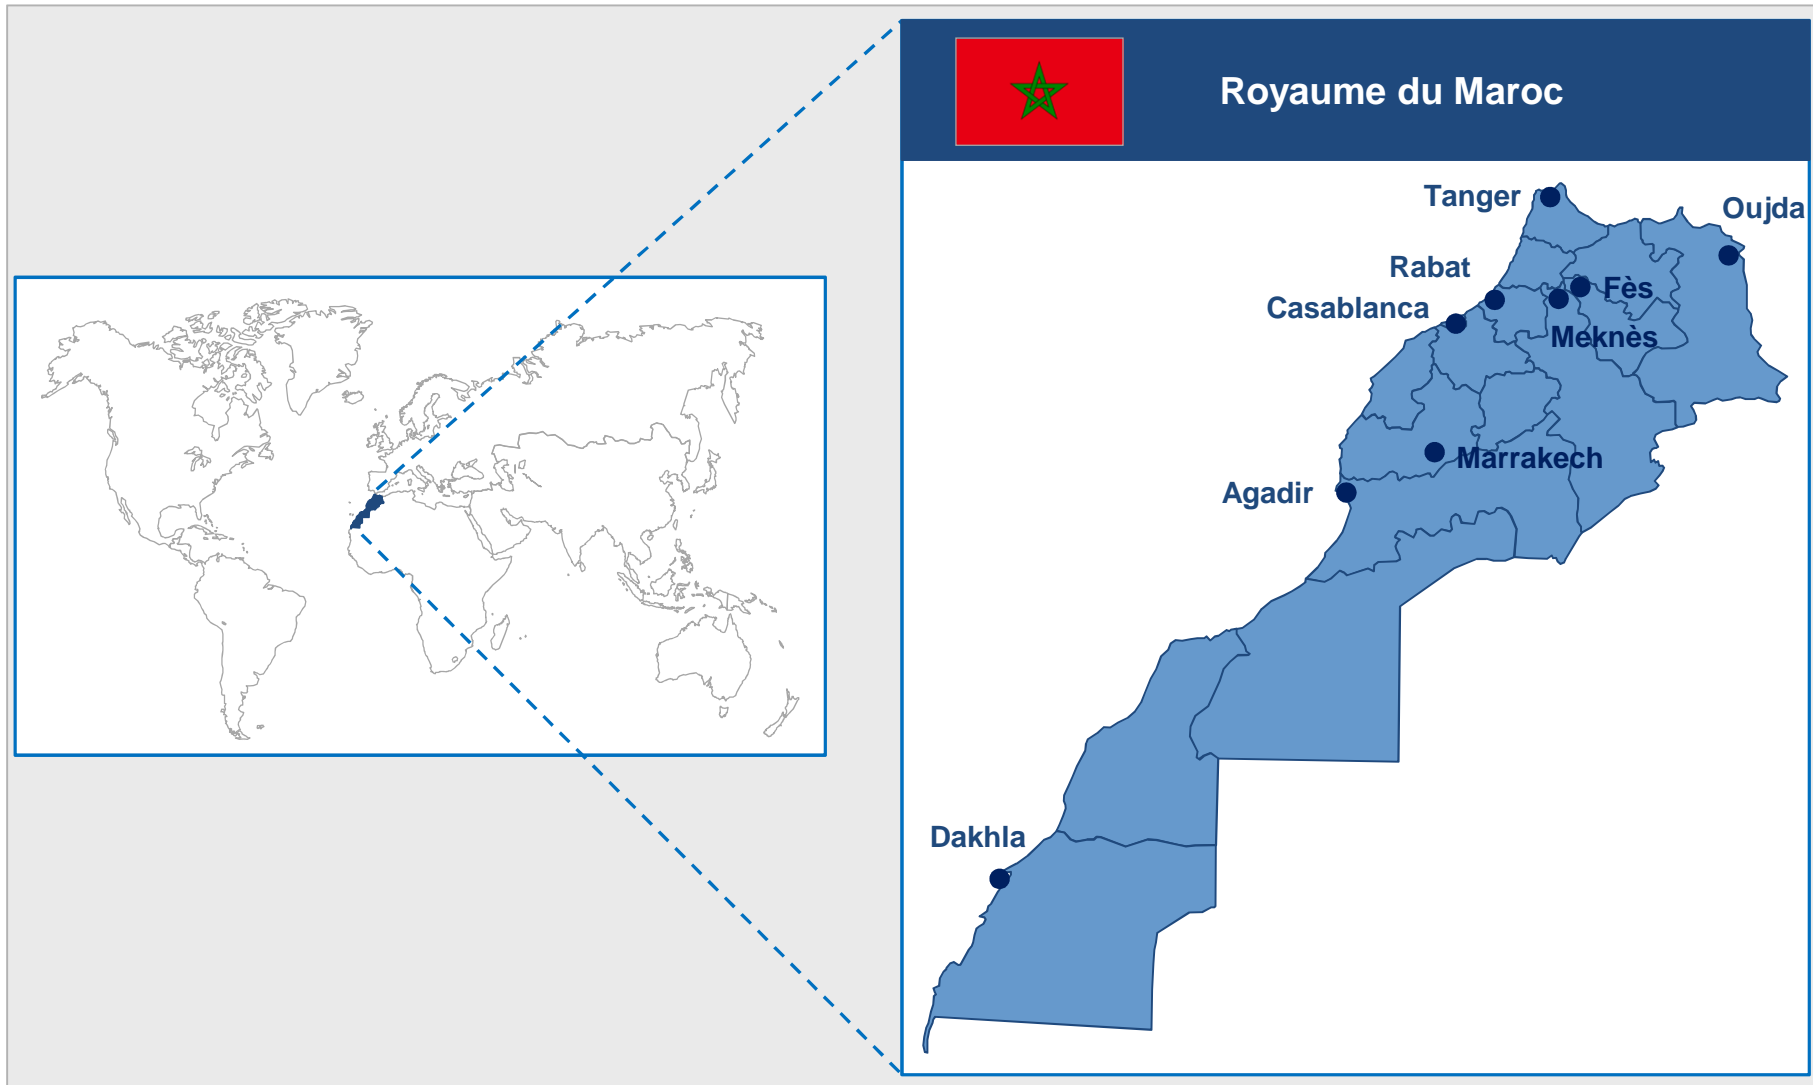 Royaume du Maroc
Tanger
Oujda
Rabat
Fès
Casablanca
Meknès
Marrakech
Agadir
Dakhla